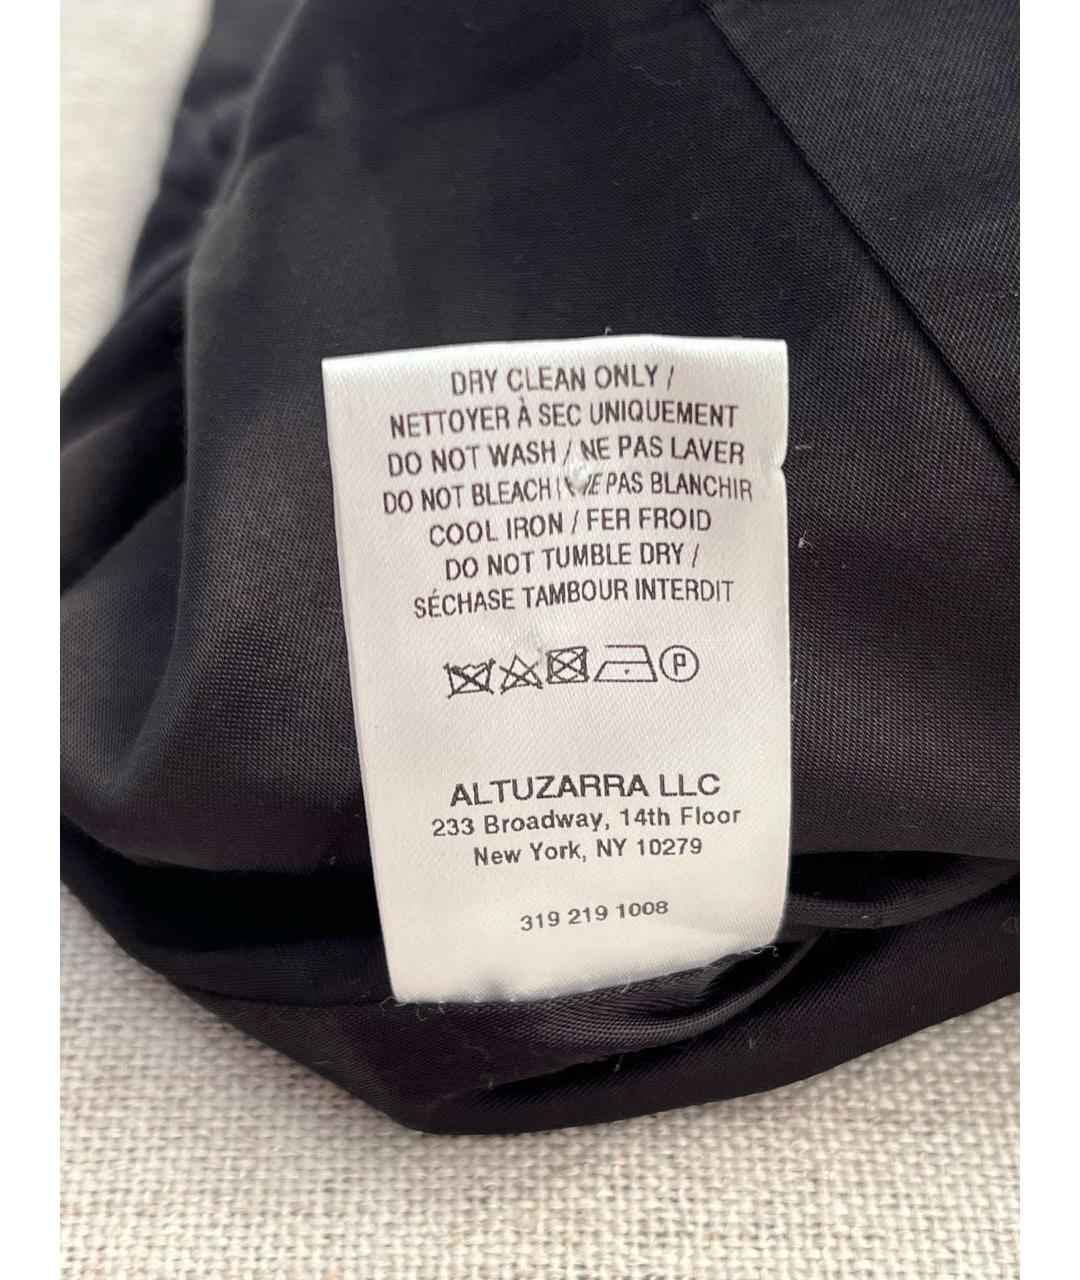 DRY CLEAN ONLY /
NETTOYER À SEC UNIQUEMENT
DO NOT WASH / NE PAS LAVER
DO NOT BLEACH / NE PAS BLANCHIR
COOL IRON / FER FROID
DO NOT TUMBLE DRY /
SÉCHASE TAMBOUR INTERDIT
P
ALTUZARRA LLC
233 Broadway, 14th Floor
New York, NY 10279
319 219 1008